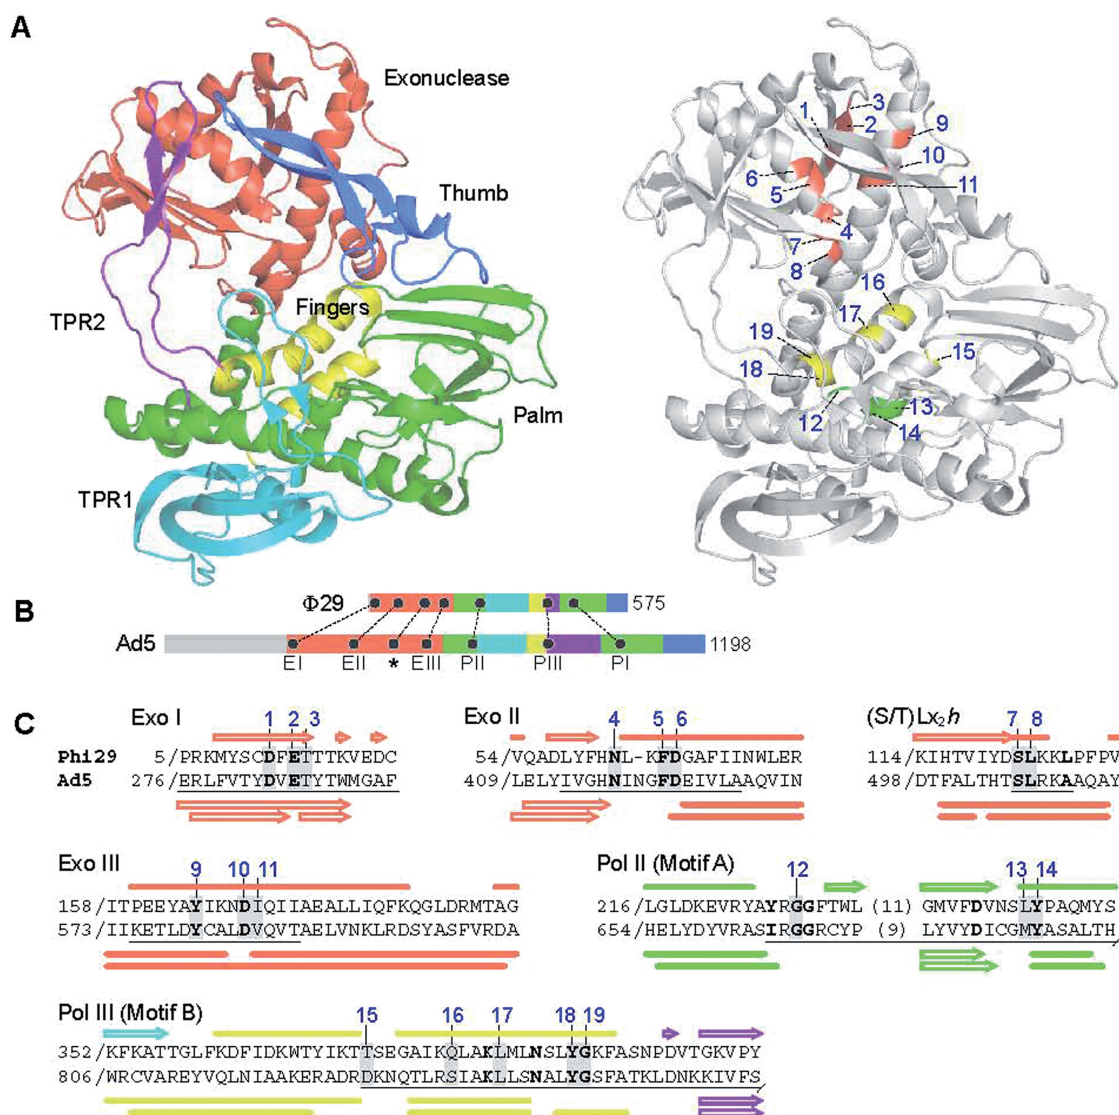 A
Exonuclease
Thumb
Fingers
TPR2
Palm
TPR1
1
3
2
9
10
6
5
11
4
7
8
16
17
19
15
18
12
13
14
B
Φ29
575
Ad5
1198
EI
EII
*
EIII
PII
PIII
PI
C
Exo I
1 2 3
Phi29 5/PRKMYSCDFETTTKVEDC
Ad5 276/ERLFVTYDVETYTWMGAF
Exo II
4 5 6
54/VQADLYFHNL-KFDGAFIINWLER
409/LELYIVGHNINGFDEIVLAAQVIN
(S/T)Lx2h
7 8
114/KIHTVIYDSLKKLPFPV
498/DTFALTHTSLRKAAQAY
Exo III
9 10 11
158/ITPEEYAYIKNDIQIIAEALLIQFKQGLDRMTAG
573/IIKETLDYCALDVQVTAELVNKLRDSYASFVRDA
Pol II (Motif A)
12 13 14
216/LGLDKEVRYAYRGGFTWL (11) GMVFDVNSIYPAQMYS
654/HELYDYVRASIRGGRCYP (9) LYVYDICGMYASALTH
Pol III (Motif B)
15 16 17 18 19
352/KFKATTGLFKDFIDKWTYIKTTSEGAIKQLAKLMLNSLYGKFASNPDVTGKVPY
806/WRCVAREYVQLNIAAKERADRDKNQTLRSIAKLLSNALYGSFATKLDNKKIVFS